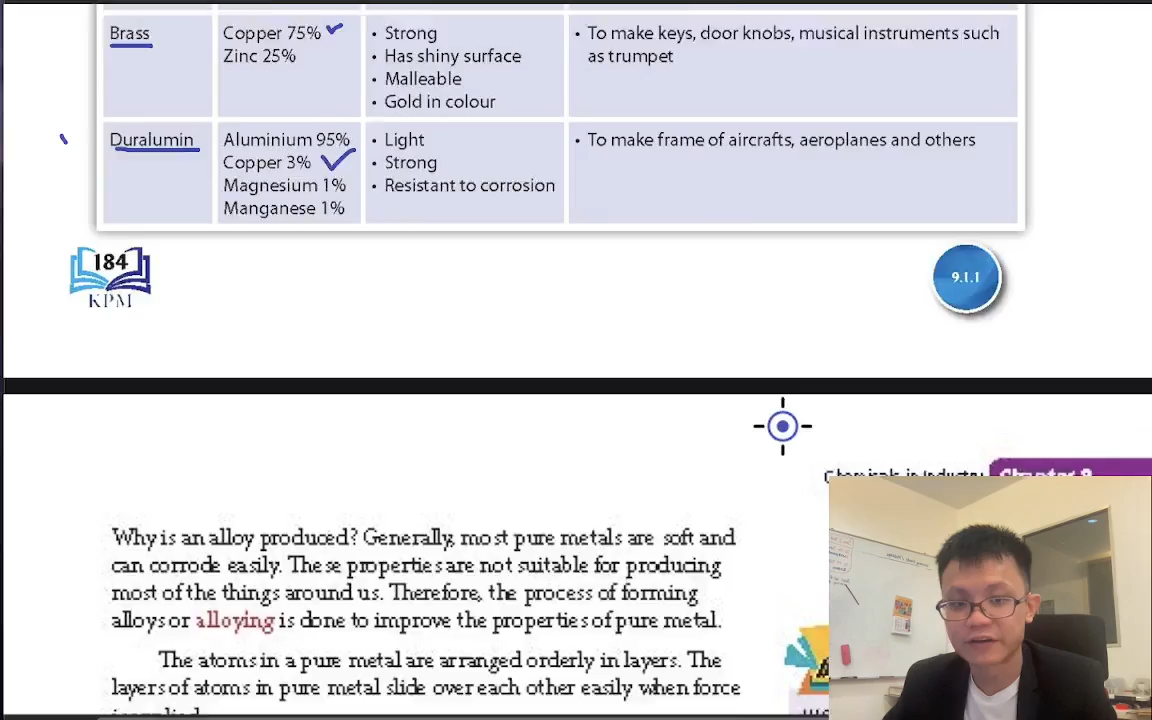 Brass
Copper 75%
Zinc 25%
• Strong
• Has shiny surface
• Malleable
• Gold in colour
• To make keys, door knobs, musical instruments such
as trumpet
Duralumin
Aluminium 95%
Copper 3%
Magnesium 1%
Manganese 1%
• Light
• Strong
• Resistant to corrosion
• To make frame of aircrafts, aeroplanes and others
184
KPM
9.1.1
Chemicals in Industry
Chapter 9
Why is an alloy produced? Generally, most pure metals are soft and
can corrode easily. These properties are not suitable for producing
most of the things around us. Therefore, the process of forming
alloys or alloying is done to improve the properties of pure metal.
The atoms in a pure metal are arranged orderly in layers. The
layers of atoms in pure metal slide over each other easily when force